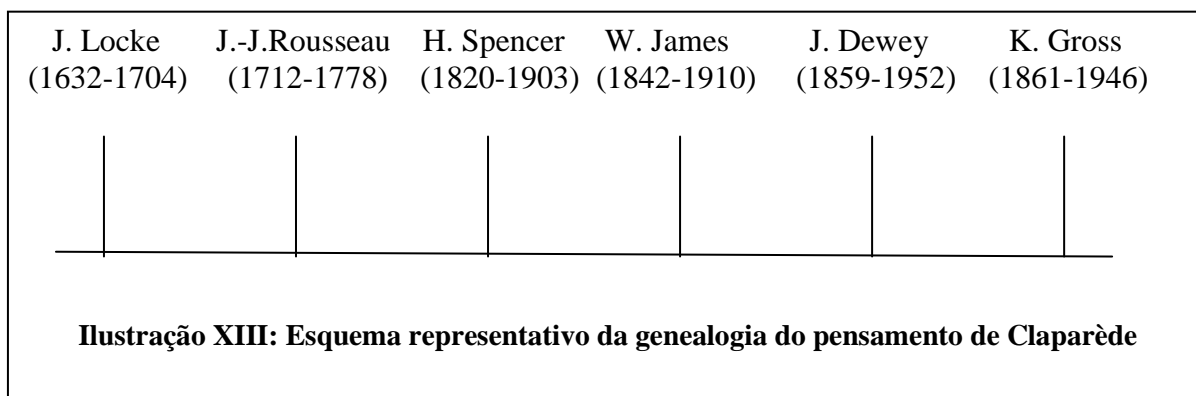 J. Locke J.-J.Rousseau H. Spencer W. James J. Dewey K. Gross
(1632-1704) (1712-1778) (1820-1903) (1842-1910) (1859-1952) (1861-1946)
Ilustração XIII: Esquema representativo da genealogia do pensamento de Claparède